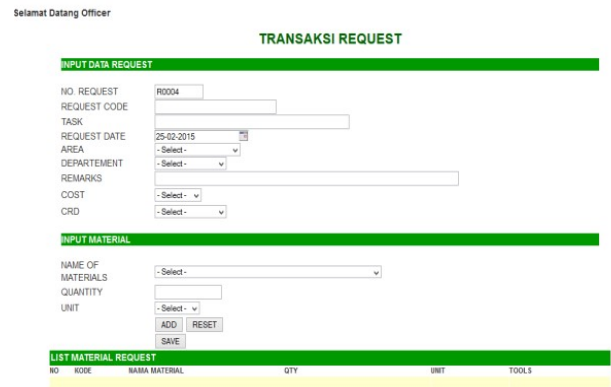 Selamat Datang Officer
TRANSAKSI REQUEST
INPUT DATA REQUEST
NO. REQUEST R0004
REQUEST CODE
TASK
REQUEST DATE 25-02-2015
AREA - Select -
DEPARTEMENT - Select -
REMARKS
COST - Select -
CRD - Select -
INPUT MATERIAL
NAME OF
MATERIALS - Select -
QUANTITY
UNIT - Select -
ADD RESET
SAVE
LIST MATERIAL REQUEST
NO KODE NAMA MATERIAL QTY UNIT TOOLS